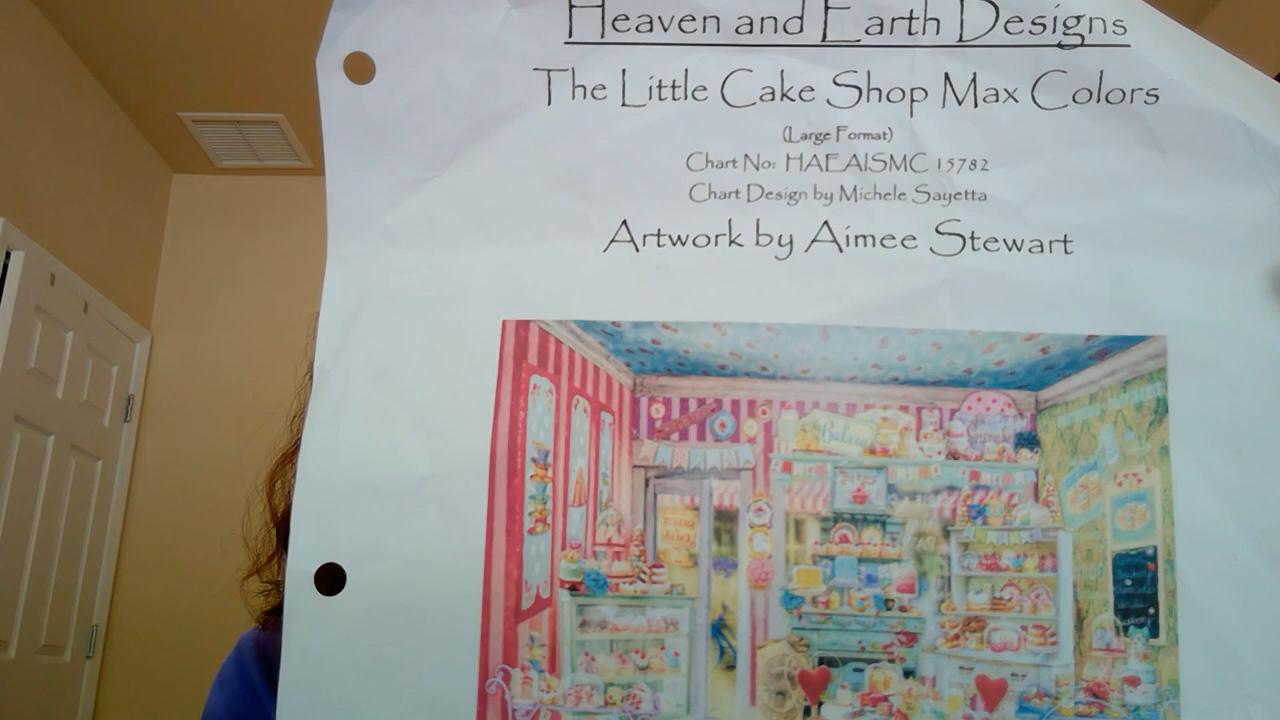 Heaven and Earth Designs
The Little Cake Shop Max Colors
(Large Format)
Chart No: HAEAISMC 15782
Chart Design by Michele Sayetta
Artwork by Aimee Stewart
Bakery